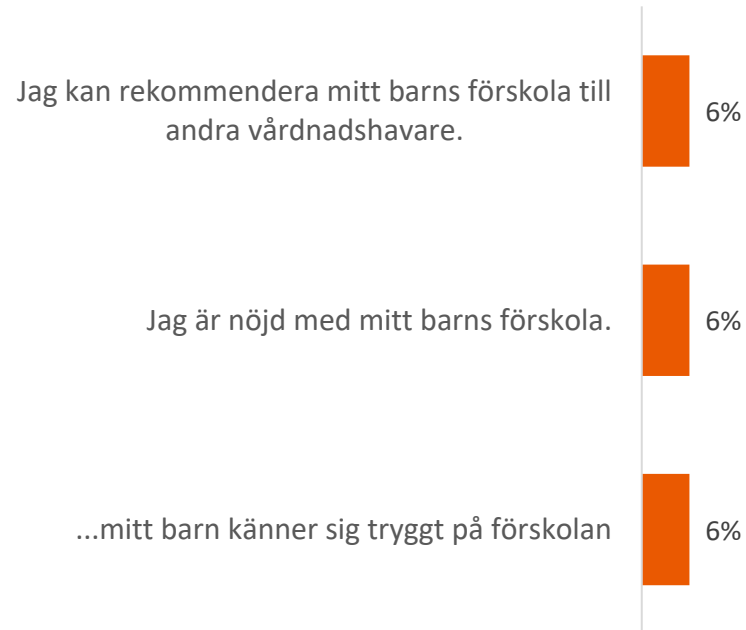 Jag kan rekommendera mitt barns förskola till
andra vårdnadshavare.
6%
Jag är nöjd med mitt barns förskola.
6%
...mitt barn känner sig tryggt på förskolan
6%